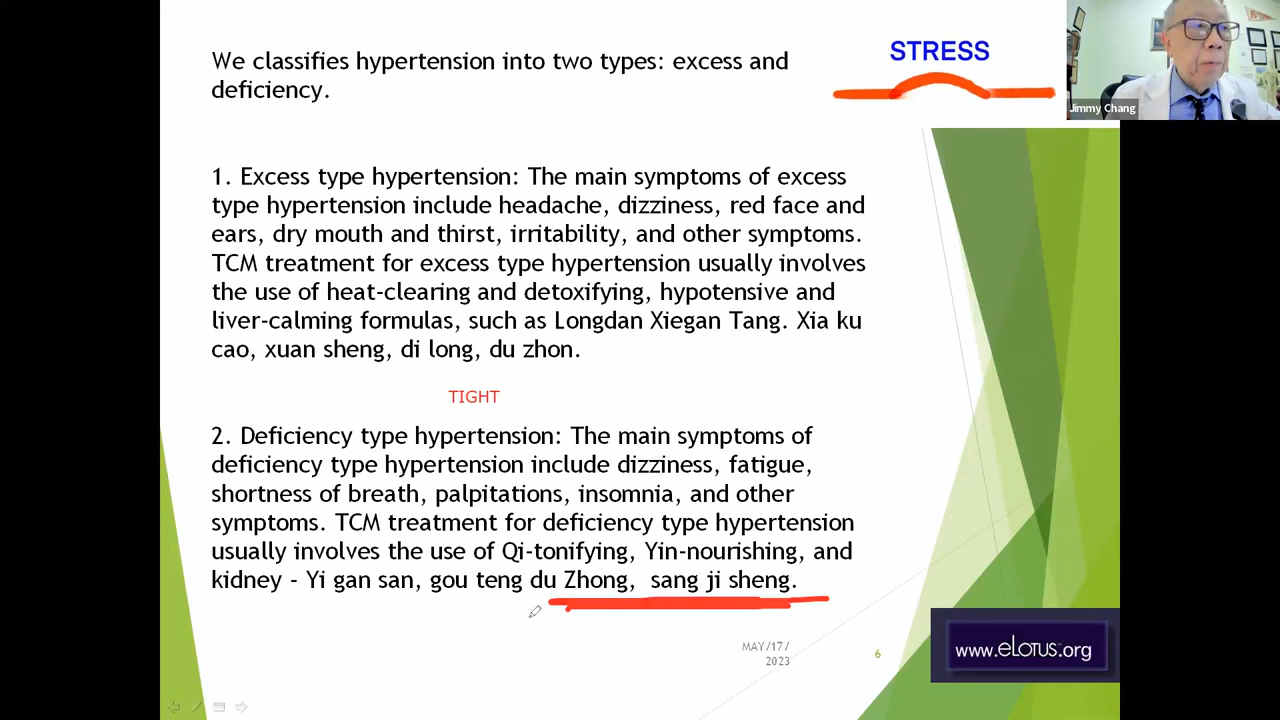 We classifies hypertension into two types: excess and
deficiency.
STRESS
Jimmy Chang
1. Excess type hypertension: The main symptoms of excess
type hypertension include headache, dizziness, red face and
ears, dry mouth and thirst, irritability, and other symptoms.
TCM treatment for excess type hypertension usually involves
the use of heat-clearing and detoxifying, hypotensive and
liver-calming formulas, such as Longdan Xiegan Tang. Xia ku
cao, xuan sheng, di long, du zhon.
TIGHT
2. Deficiency type hypertension: The main symptoms of
deficiency type hypertension include dizziness, fatigue,
shortness of breath, palpitations, insomnia, and other
symptoms. TCM treatment for deficiency type hypertension
usually involves the use of Qi-tonifying, Yin-nourishing, and
kidney - Yi gan san, gou teng du Zhong,  sang ji sheng.
MAY/17/
2023
6
www.eLOTUS.org